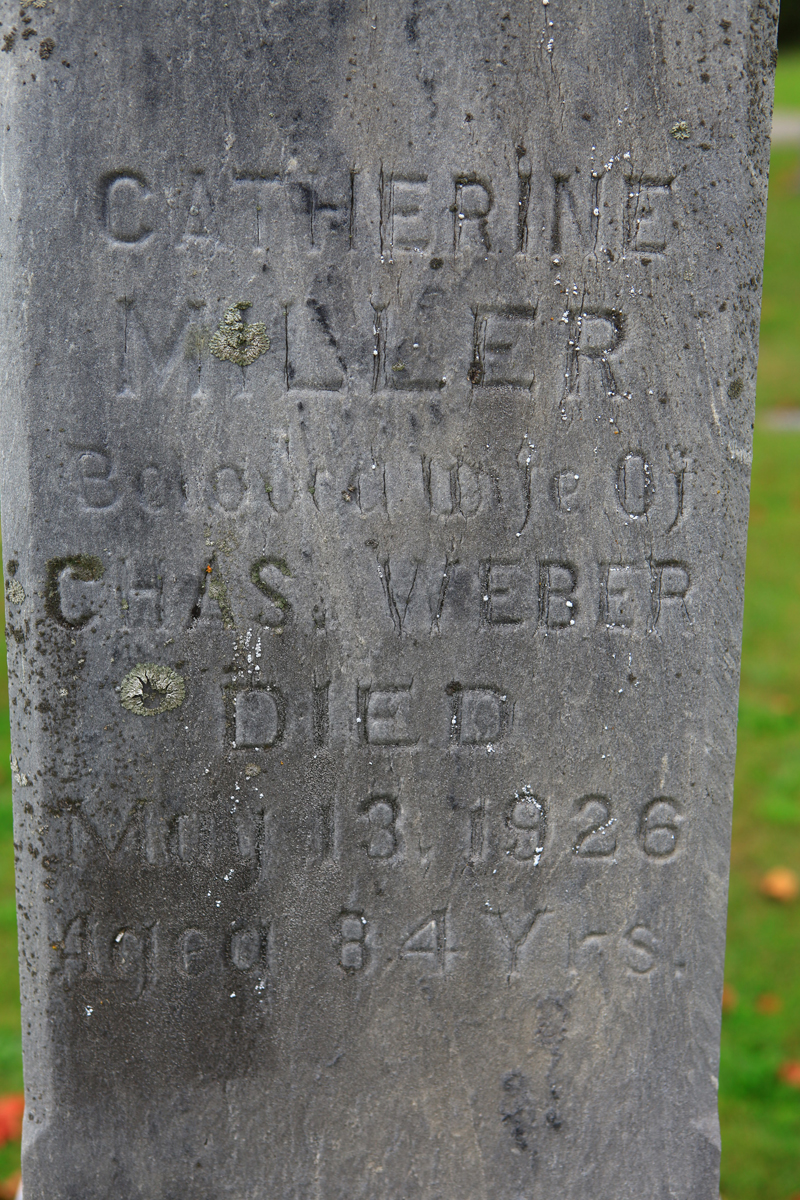 CATHERINE
MILLER
Beloved wife Of
CHAS. WEBER
DIED
May 13, 1926
Aged 84 Yrs.